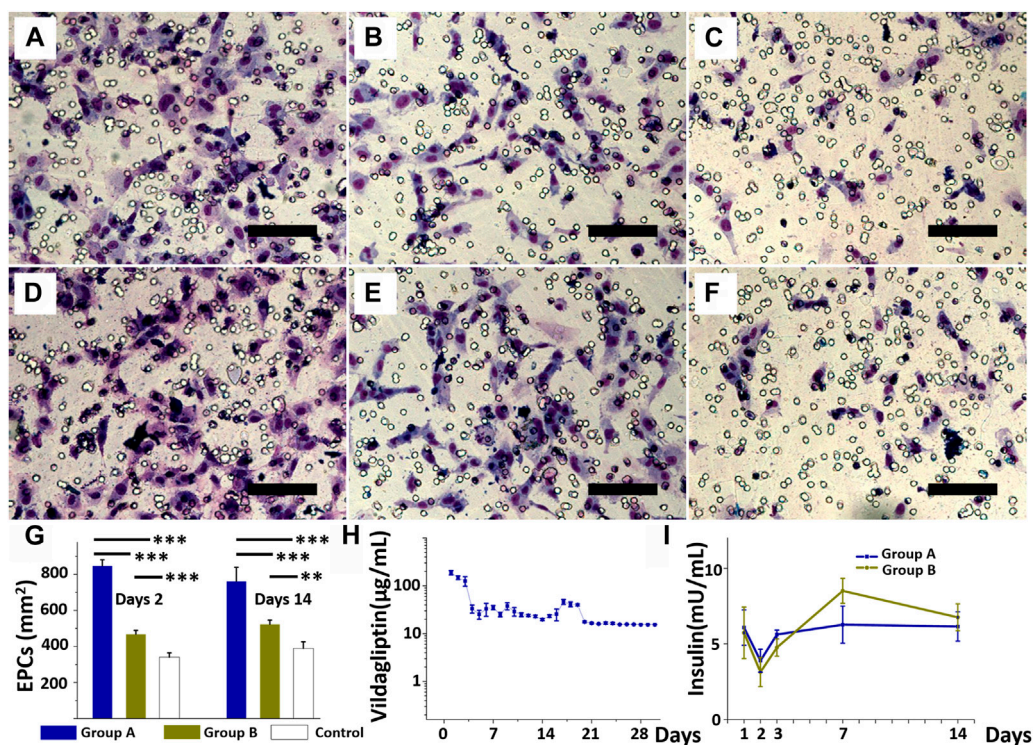 A
B
C
D
E
F
G
***
***
***
***
***
**
Days 2
Days 14
800
600
400
200
EPCs (mm²)
Group A
Group B
Control
H
100
10
1
Vildagliptin(µg/mL)
0 7 14 21 28 Days
I
Group A
Group B
10
5
0
Insulin(mU/mL)
1 2 3 7 14 Days